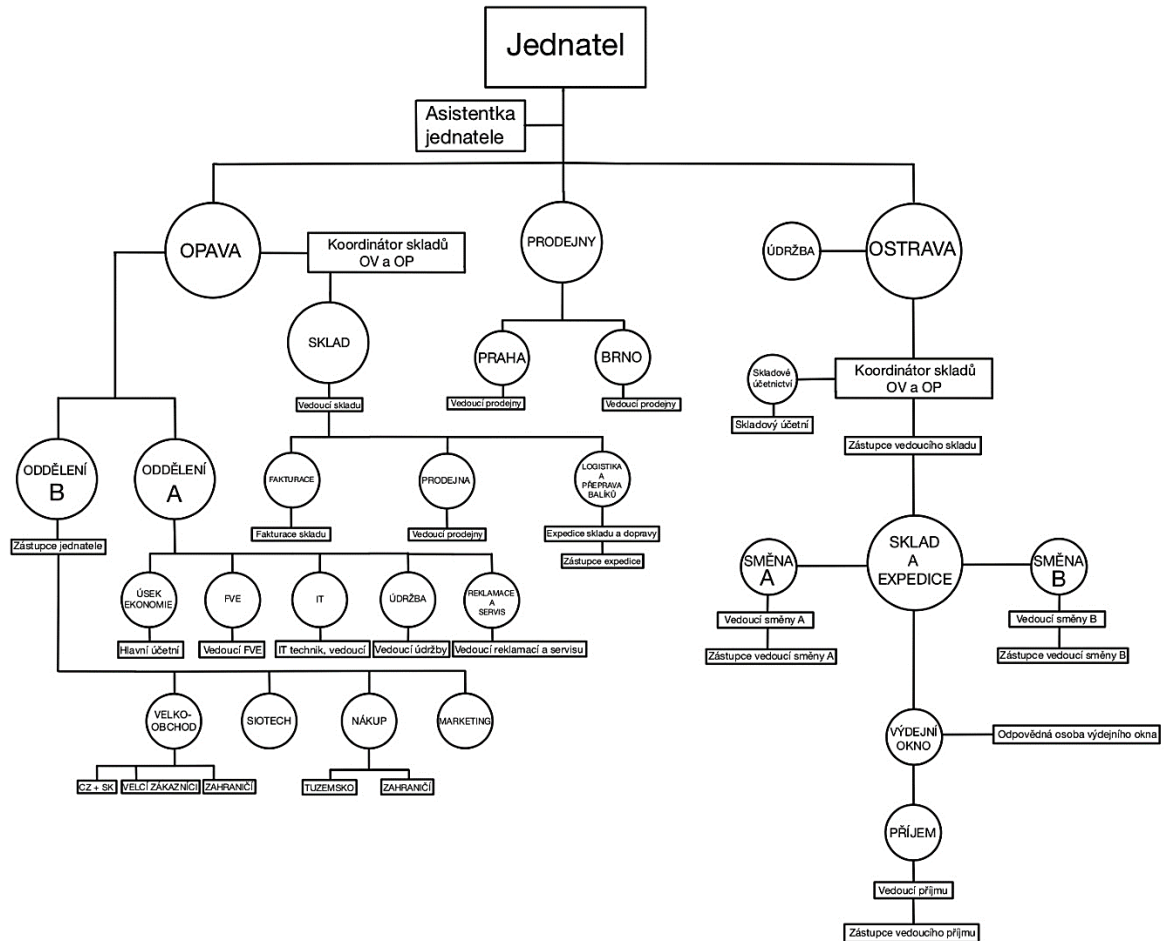 Jednatel
Asistentka
jednatele
OPAVA
Koordinátor skladů
OV a OP
PRODEJNY
ÚDRŽBA
OSTRAVA
SKLAD
PRAHA
BRNO
Vedoucí skladu
Vedoucí prodejny
Vedoucí prodejny
Skladové
účetnictví
Koordinátor skladů
OV a OP
Skladový účetní
Zástupce vedoucího skladu
ODDĚLENÍ
B
ODDĚLENÍ
A
FAKTURACE
PRODEJNA
LOGISTIKA
A
PŘEPRAVA
BALÍKŮ
Zástupce jednatele
Fakturace skladu
Vedoucí prodejny
Expedice skladu a dopravy
Zástupce expedice
SMĚNA
A
SKLAD
A
EXPEDICE
SMĚNA
B
ÚSEK
EKONOMIE
FVE
IT
ÚDRŽBA
REKLAMACE
A
SERVIS
Hlavní účetní
Vedoucí FVE
IT technik, vedoucí
Vedoucí údržby
Vedoucí reklamací a servisu
Vedoucí směny A
Zástupce vedoucí směny A
Vedoucí směny B
Zástupce vedoucí směny B
VELKO-
OBCHOD
SIOTECH
NÁKUP
MARKETING
VÝDEJNÍ
OKNO
Odpovědná osoba výdejního okna
CZ + SK
VELCÍ ZÁKAZNÍCI
ZAHRANIČÍ
TUZEMSKO
ZAHRANIČÍ
PŘÍJEM
Vedoucí příjmu
Zástupce vedoucího příjmu